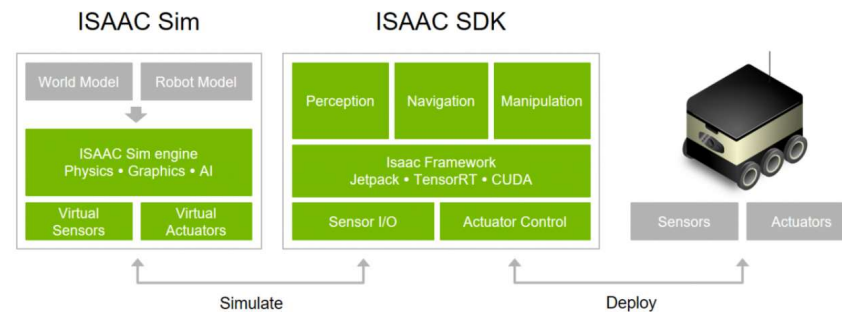 ISAAC Sim
ISAAC SDK
World Model
Robot Model
ISAAC Sim engine
Physics • Graphics • AI
Virtual
Sensors
Virtual
Actuators
Perception
Navigation
Manipulation
Isaac Framework
Jetpack • TensorRT • CUDA
Sensor I/O
Actuator Control
Sensors
Actuators
Simulate
Deploy